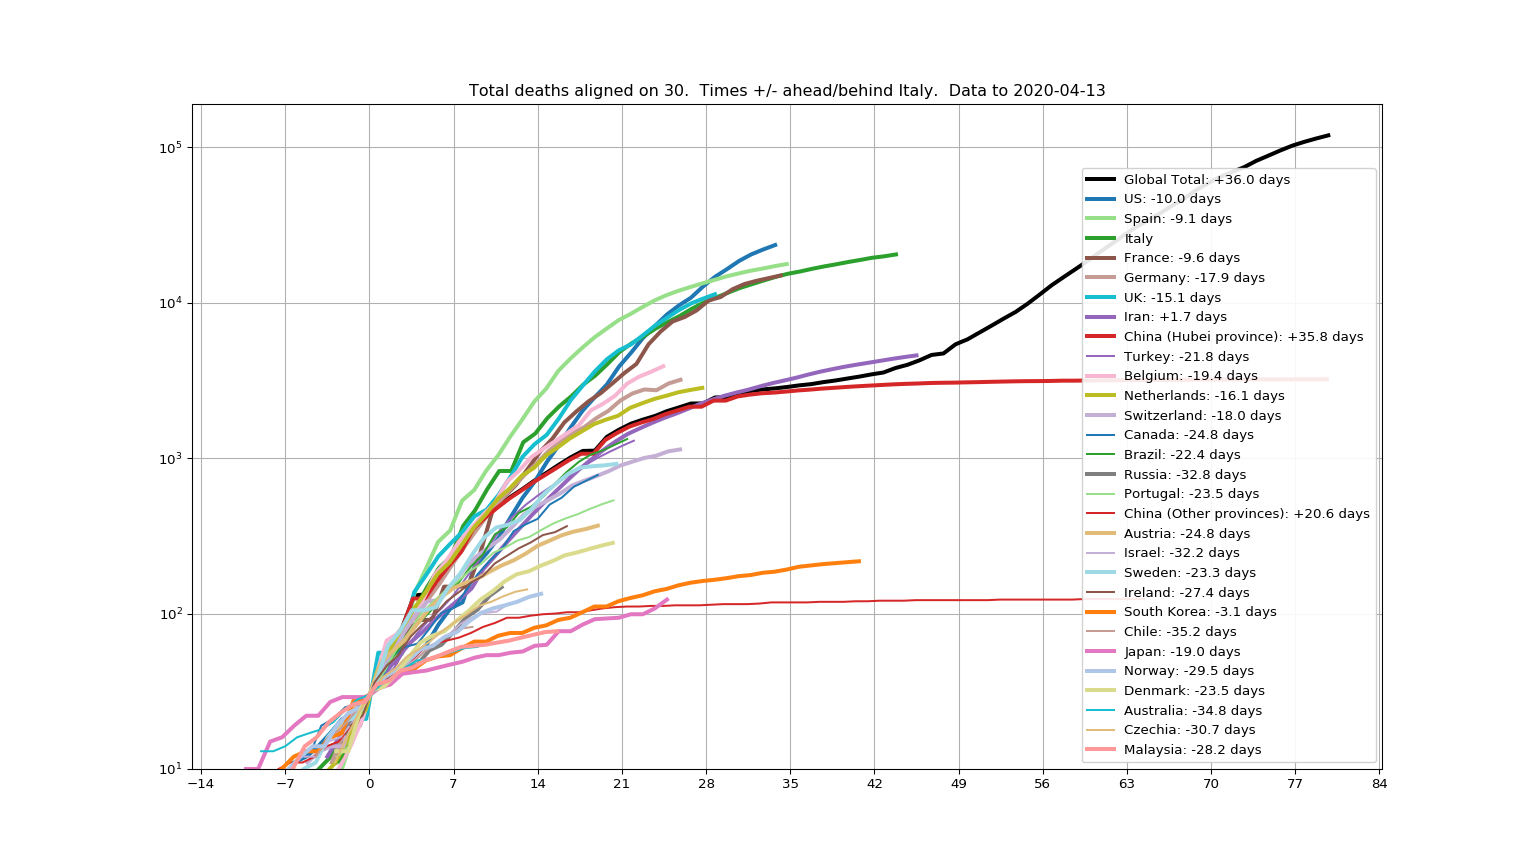 Total deaths aligned on 30.  Times +/- ahead/behind Italy.  Data to 2020-04-13
10^5
10^4
10^3
10^2
10^1
Global Total: +36.0 days
US: -10.0 days
Spain: -9.1 days
Italy
France: -9.6 days
Germany: -17.9 days
UK: -15.1 days
Iran: +1.7 days
China (Hubei province): +35.8 days
Turkey: -21.8 days
Belgium: -19.4 days
Netherlands: -16.1 days
Switzerland: -18.0 days
Canada: -24.8 days
Brazil: -22.4 days
Russia: -32.8 days
Portugal: -23.5 days
China (Other provinces): +20.6 days
Austria: -24.8 days
Israel: -32.2 days
Sweden: -23.3 days
Ireland: -27.4 days
South Korea: -3.1 days
Chile: -35.2 days
Japan: -19.0 days
Norway: -29.5 days
Denmark: -23.5 days
Australia: -34.8 days
Czechia: -30.7 days
Malaysia: -28.2 days
−14 −7 0 7 14 21 28 35 42 49 56 63 70 77 84